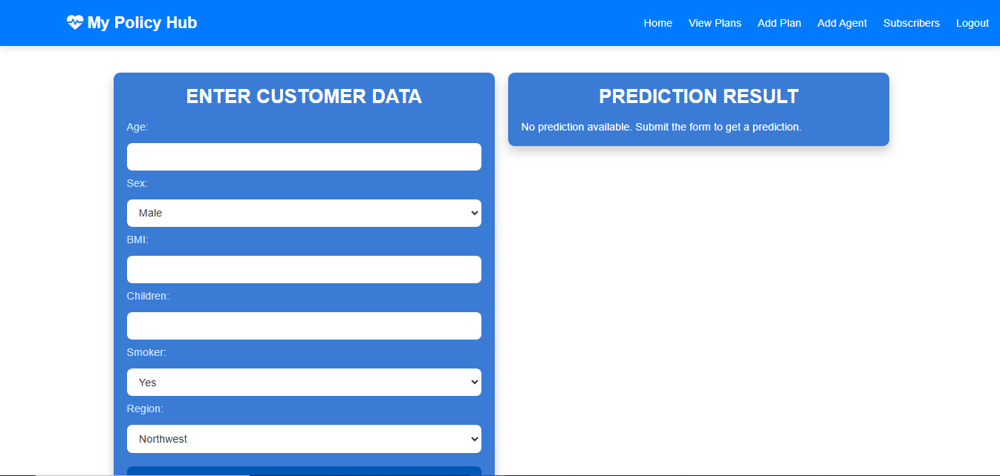 My Policy Hub
Home
View Plans
Add Plan
Add Agent
Subscribers
Logout
ENTER CUSTOMER DATA
Age:
Sex:
Male
BMI:
Children:
Smoker:
Yes
Region:
Northwest
PREDICTION RESULT
No prediction available. Submit the form to get a prediction.